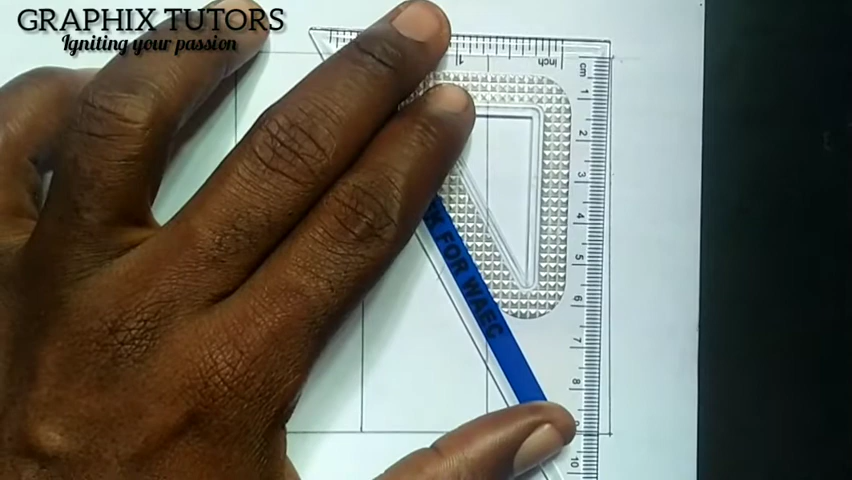 GRAPHIX TUTORS
Igniting your passion
1 inch
cm
1
2
3
4
5
6
7
8
9
10
FOR WAEC